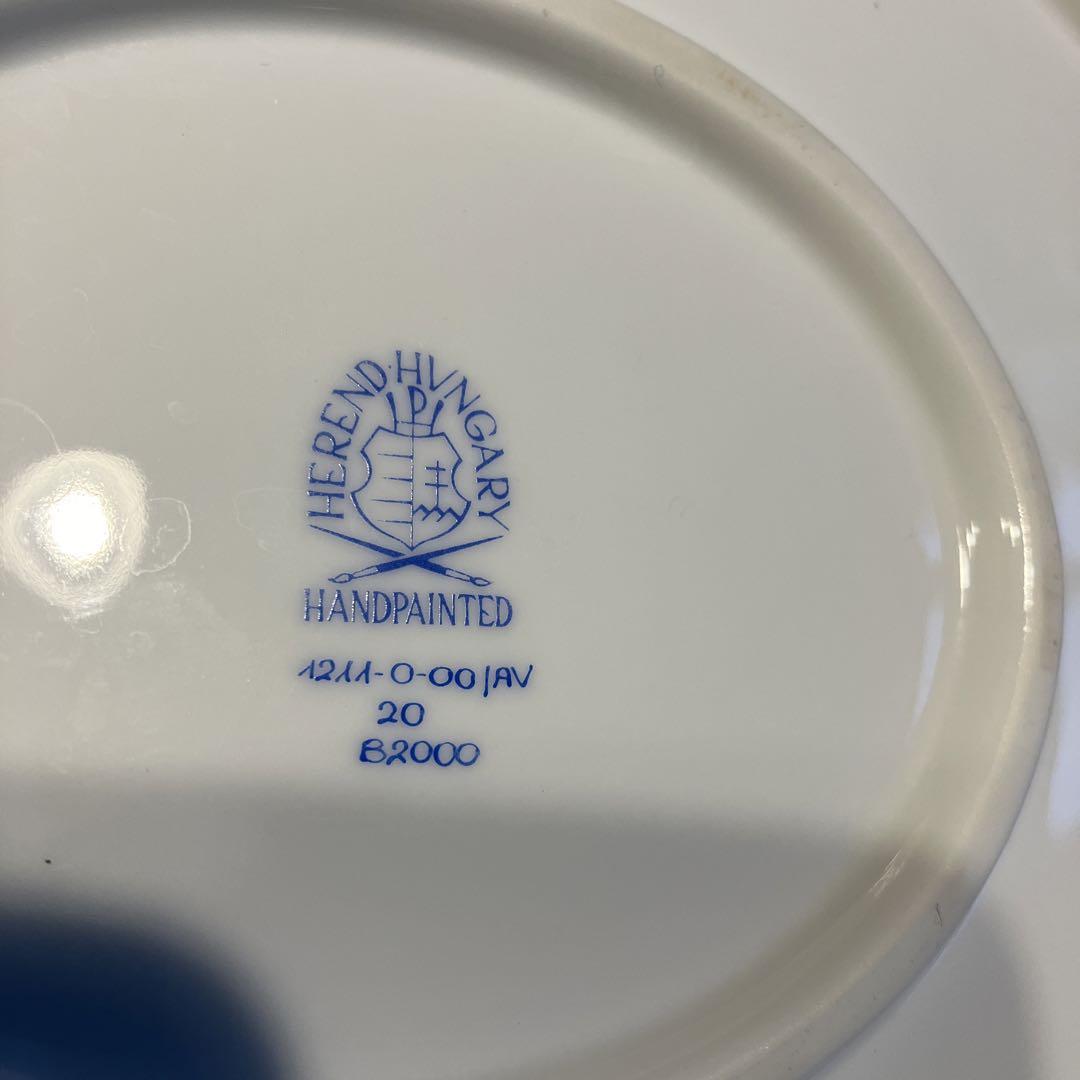 HEREND·HVNGARY
P
HANDPAINTED
1211-0-00/AV
20
B2000